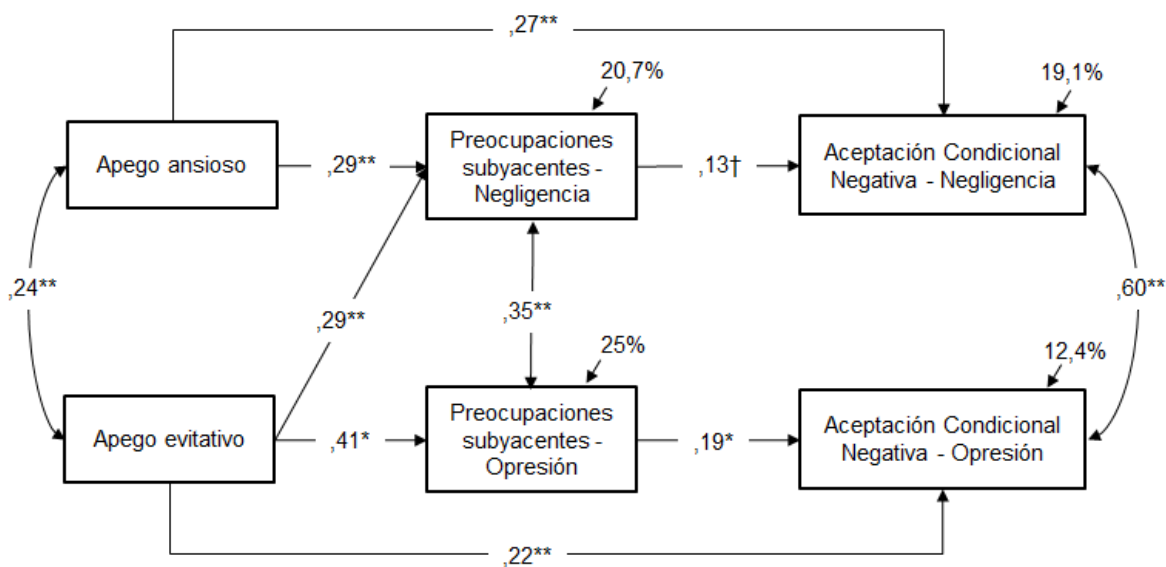 ,27**
20,7%
19,1%
Apego ansioso
,29**
Preocupaciones
subyacentes -
Negligencia
,13†
Aceptación Condicional
Negativa - Negligencia
,24**
,29**
,35**
,60**
25%
12,4%
Apego evitativo
,41*
Preocupaciones
subyacentes -
Opresión
,19*
Aceptación Condicional
Negativa - Opresión
,22**